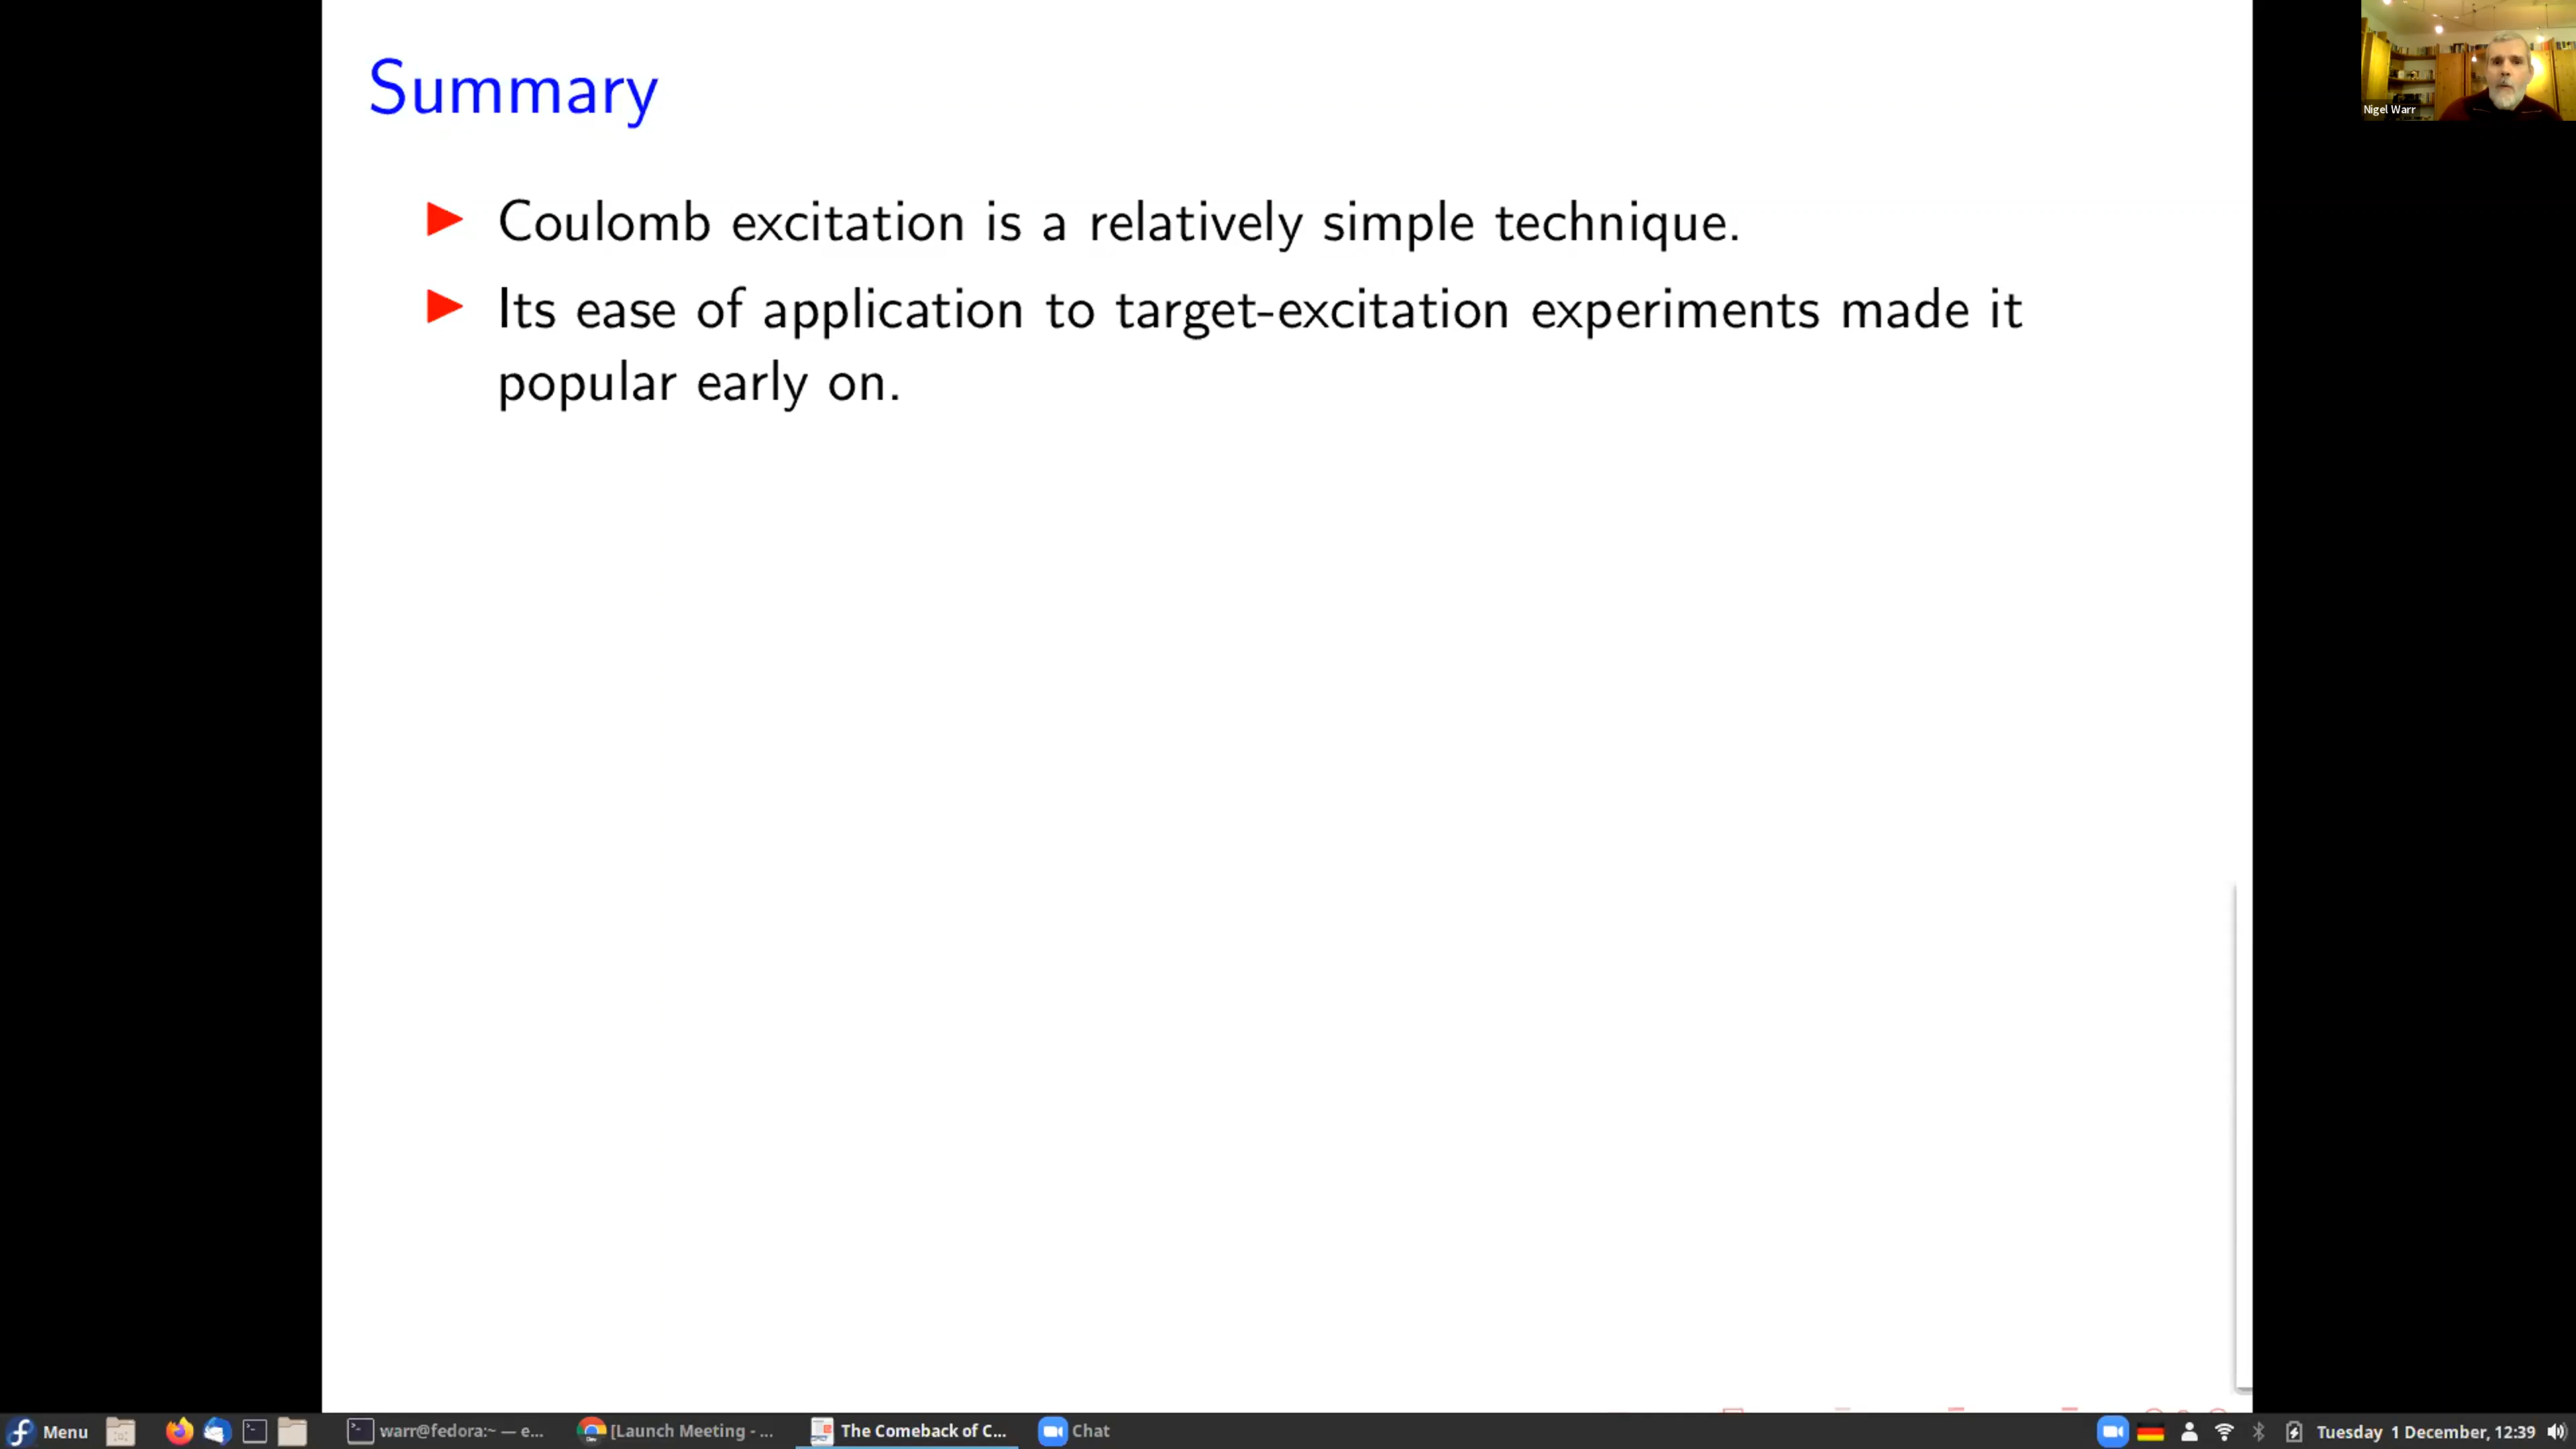 Summary
Nigel Warr
Coulomb excitation is a relatively simple technique.
Its ease of application to target-excitation experiments made it
popular early on.
Menu
warr@fedora:~ — e...
[Launch Meeting - ...
The Comeback of C...
Chat
Tuesday 1 December, 12:39